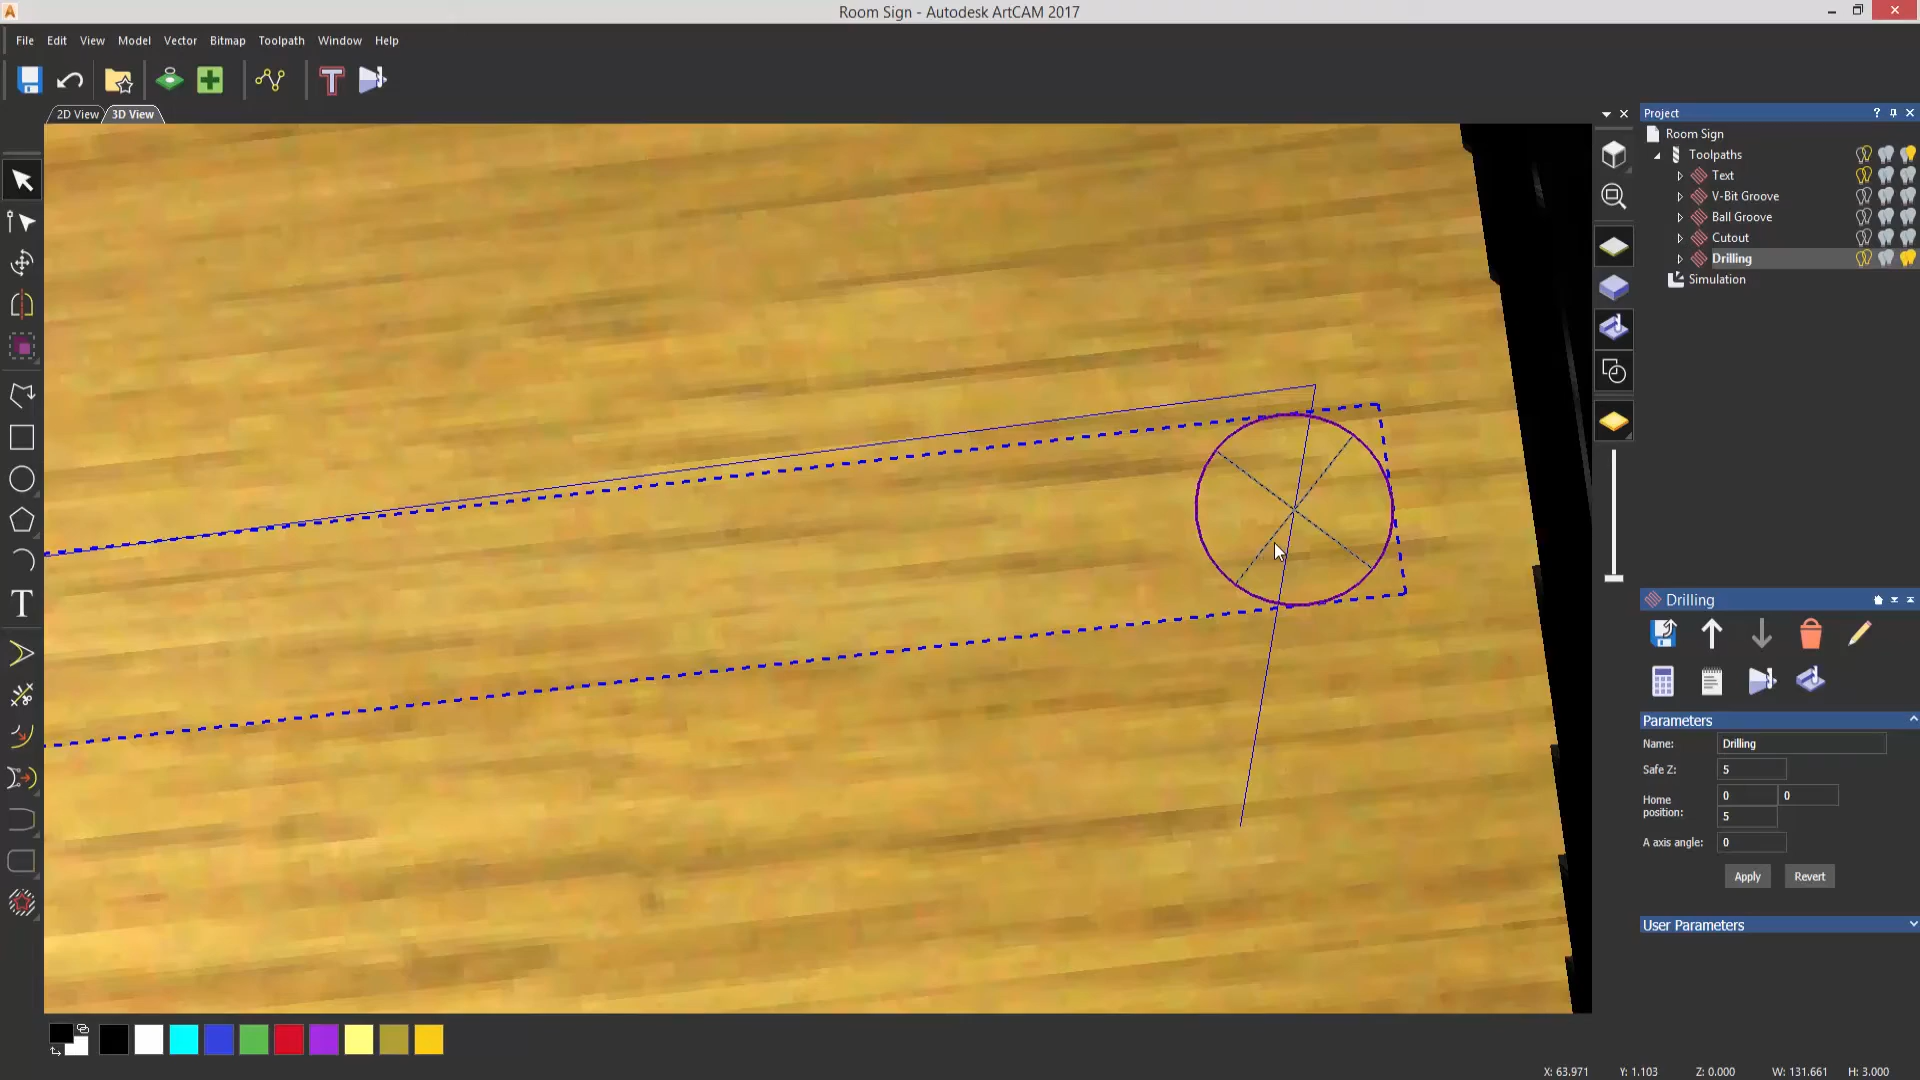 Room Sign - Autodesk ArtCAM 2017
File Edit View Model Vector Bitmap Toolpath Window Help
2D View 3D View
Project
Room Sign
Toolpaths
Text
V-Bit Groove
Ball Groove
Cutout
Drilling
Simulation
Drilling
Parameters
Name: Drilling
Safe Z: 5
Home position: 0 0
5
A axis angle: 0
Apply Revert
User Parameters
X: 63.971 Y: 1.103 Z: 0.000 W: 131.661 H: 3.000